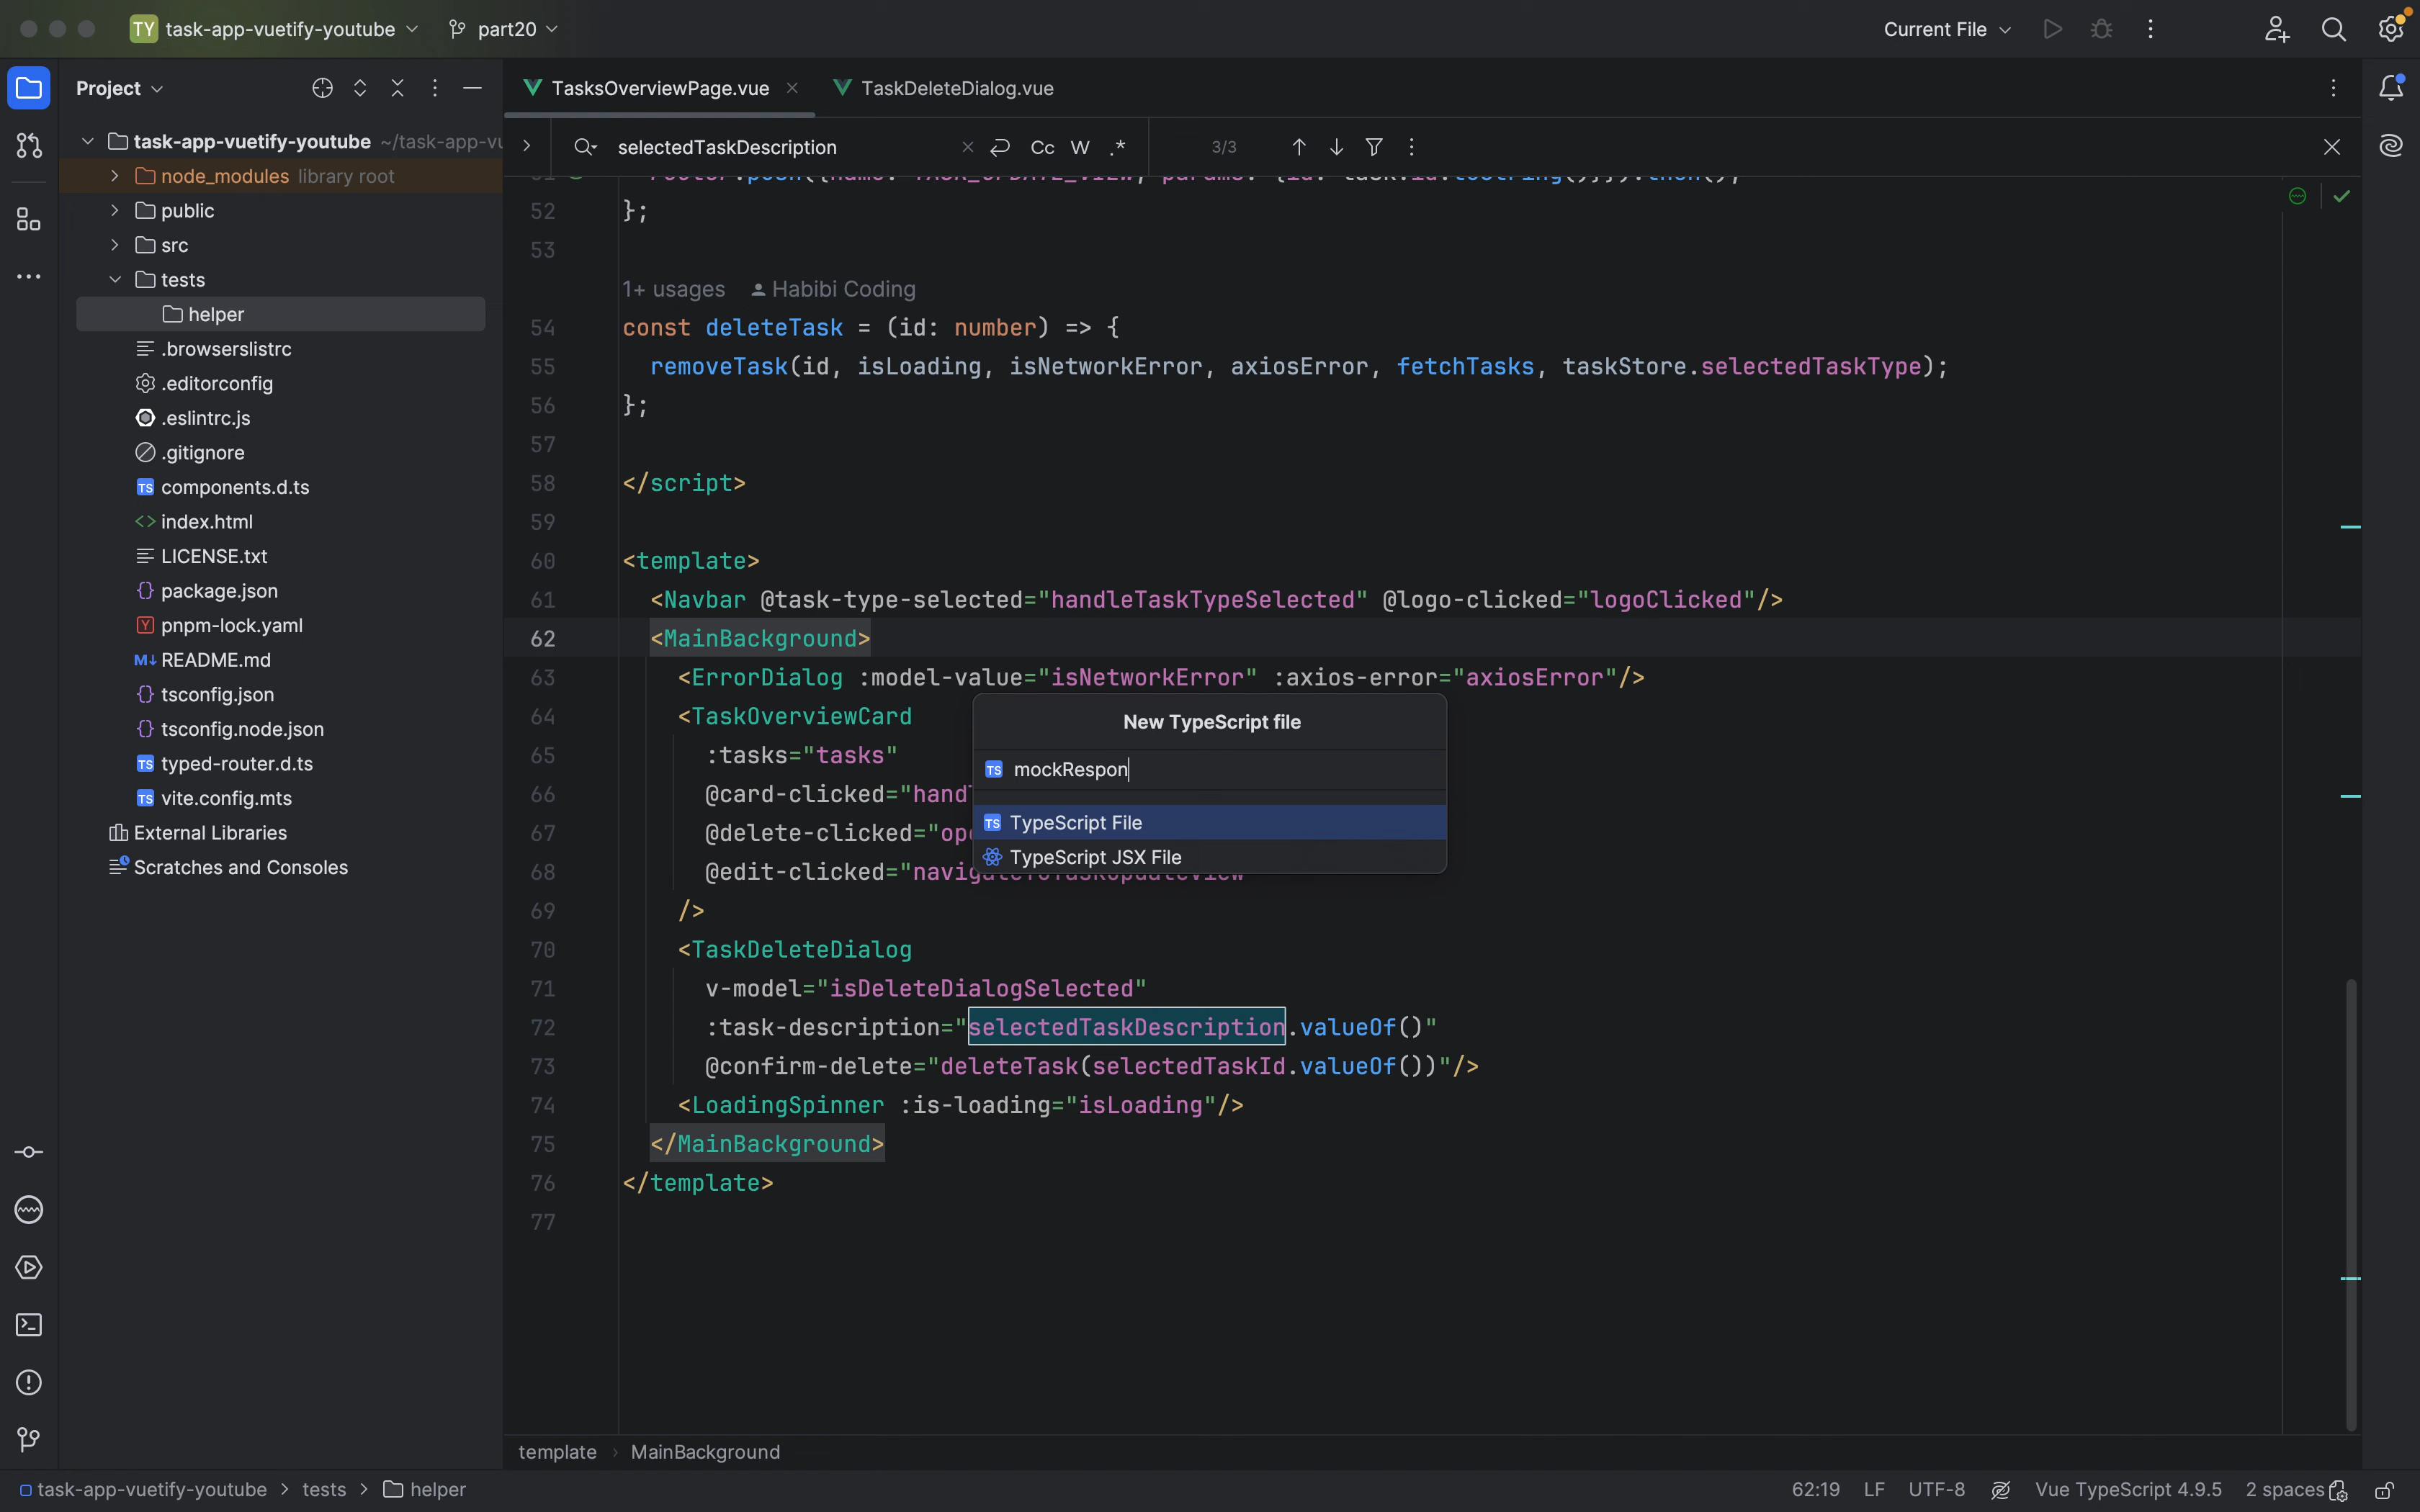 TY task-app-vuetify-youtube part20 Current File
Project
TasksOverviewPage.vue TaskDeleteDialog.vue
selectedTaskDescription Cc W .* 3/3
task-app-vuetify-youtube ~/task-app-vu
node_modules library root
public
src
tests
helper
.browserslistrc
.editorconfig
.eslintrc.js
.gitignore
TS components.d.ts
<> index.html
LICENSE.txt
{} package.json
Y pnpm-lock.yaml
M↓ README.md
{} tsconfig.json
{} tsconfig.node.json
TS typed-router.d.ts
TS vite.config.mts
External Libraries
Scratches and Consoles
52 };
53
1+ usages Habibi Coding
54 const deleteTask = (id: number) => {
55 removeTask(id, isLoading, isNetworkError, axiosError, fetchTasks, taskStore.selectedTaskType);
56 };
57
58 </script>
59
60 <template>
61 <Navbar @task-type-selected="handleTaskTypeSelected" @logo-clicked="logoClicked"/>
62 <MainBackground>
63 <ErrorDialog :model-value="isNetworkError" :axios-error="axiosError"/>
64 <TaskOverviewCard
65 :tasks="tasks"
66 @card-clicked="hand
67 @delete-clicked="op
68 @edit-clicked="navigateToTaskUpdateView"
69 />
70 <TaskDeleteDialog
71 v-model="isDeleteDialogSelected"
72 :task-description="selectedTaskDescription.valueOf()"
73 @confirm-delete="deleteTask(selectedTaskId.valueOf())"/>
74 <LoadingSpinner :is-loading="isLoading"/>
75 </MainBackground>
76 </template>
77
New TypeScript file
TS mockRespon
TS TypeScript File
TypeScript JSX File
template › MainBackground
task-app-vuetify-youtube > tests > helper 62:19 LF UTF-8 Vue TypeScript 4.9.5 2 spaces